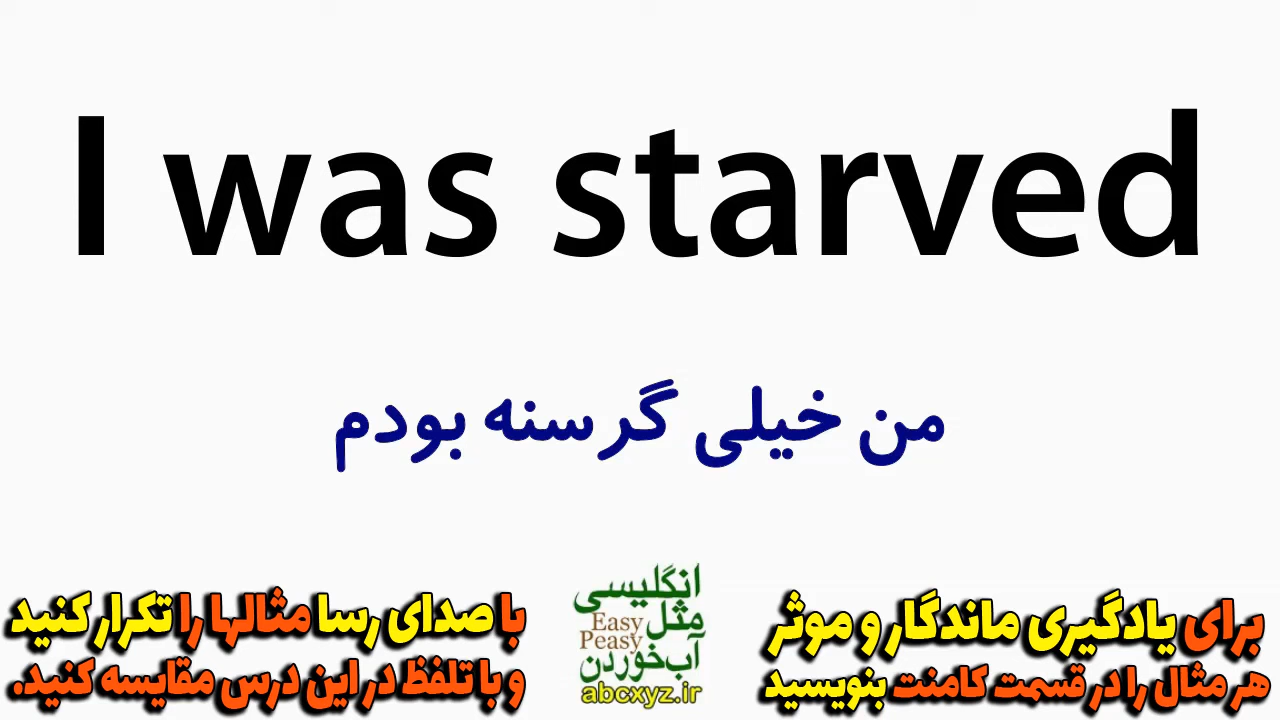 I was starved
من خیلی گرسنه بودم
برای یادگیری ماندگار و موثر
هر مثال را در قسمت کامنت بنویسید
انگلیسی
مثل
Easy
Peasy
آب‌خوردن
abcxyz.ir
با صدای رسا مثالها را تکرار کنید
و با تلفظ در این درس مقایسه کنید.